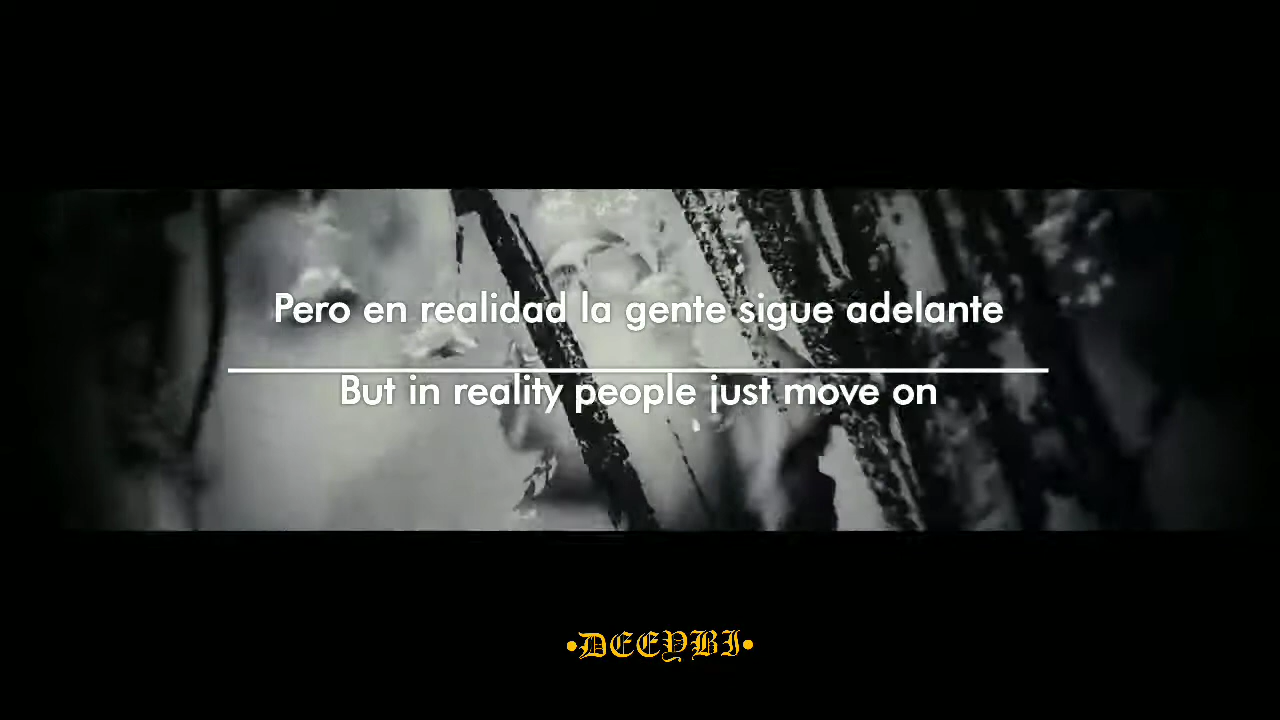 Pero en realidad la gente sigue adelante
But in reality people just move on
•DEEYBI•